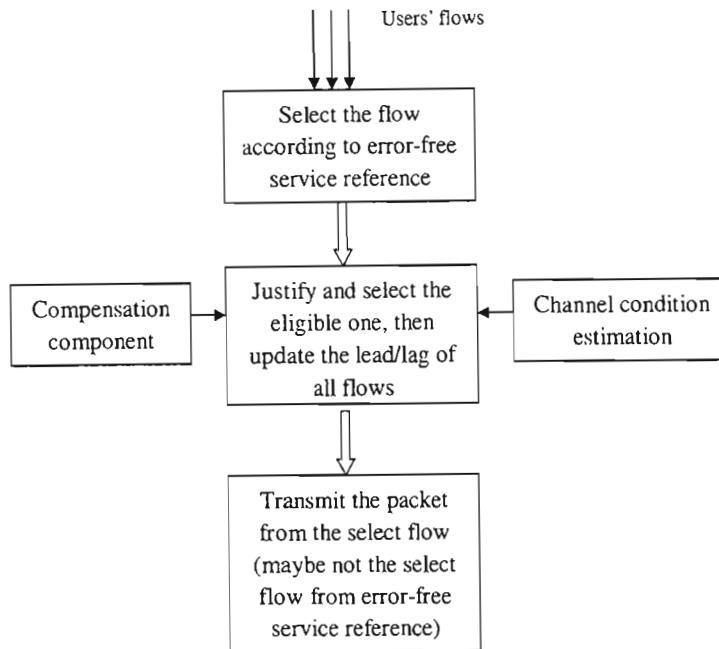 Users' flows
Select the flow
according to error-free
service reference
Compensation
component
Justify and select the
eligible one, then
update the lead/lag of
all flows
Channel condition
estimation
Transmit the packet
from the select flow
(maybe not the select
flow from error-free
service reference)